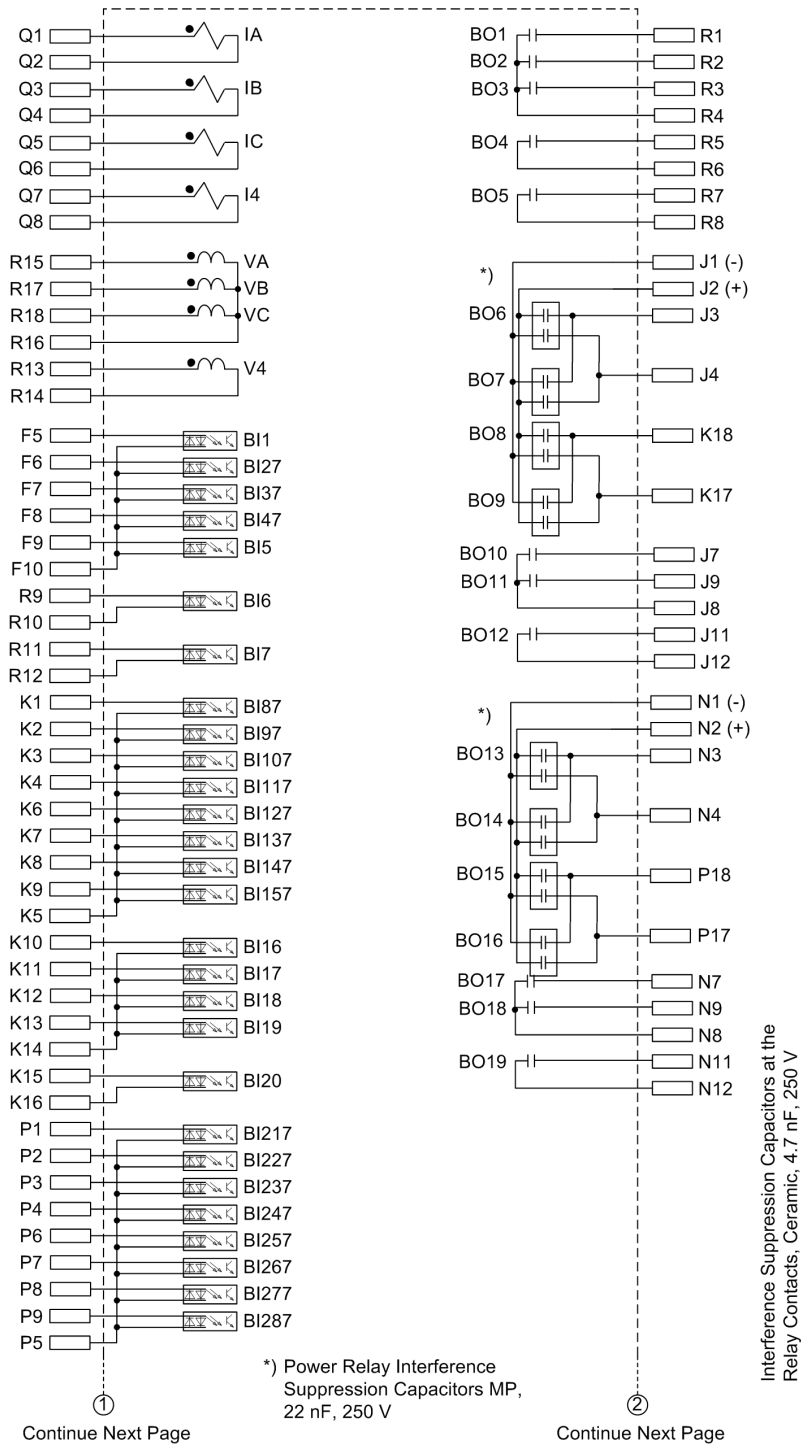 Q1 IA
Q2
Q3 IB
Q4
Q5 IC
Q6
Q7 I4
Q8
R15 VA
R17 VB
R18 VC
R16
R13 V4
R14
F5 BI1
F6 BI27
F7 BI37
F8 BI47
F9 BI5
F10
R9 BI6
R10
R11 BI7
R12
K1 BI87
K2 BI97
K3 BI107
K4 BI117
K6 BI127
K7 BI137
K8 BI147
K9 BI157
K5
K10 BI16
K11 BI17
K12 BI18
K13 BI19
K14
K15 BI20
K16
P1 BI217
P2 BI227
P3 BI237
P4 BI247
P6 BI257
P7 BI267
P8 BI277
P9 BI287
P5
1
Continue Next Page
BO1 R1
BO2 R2
BO3 R3
R4
BO4 R5
R6
BO5 R7
R8
J1 (-)
*)
J2 (+)
BO6 J3
BO7 J4
BO8 K18
BO9 K17
BO10 J7
BO11 J9
J8
BO12 J11
J12
N1 (-)
*)
N2 (+)
BO13 N3
BO14 N4
BO15 P18
BO16 P17
BO17 N7
BO18 N9
N8
BO19 N11
N12
*) Power Relay Interference
Suppression Capacitors MP,
22 nF, 250 V
2
Continue Next Page
Interference Suppression Capacitors at the
Relay Contacts, Ceramic, 4.7 nF, 250 V